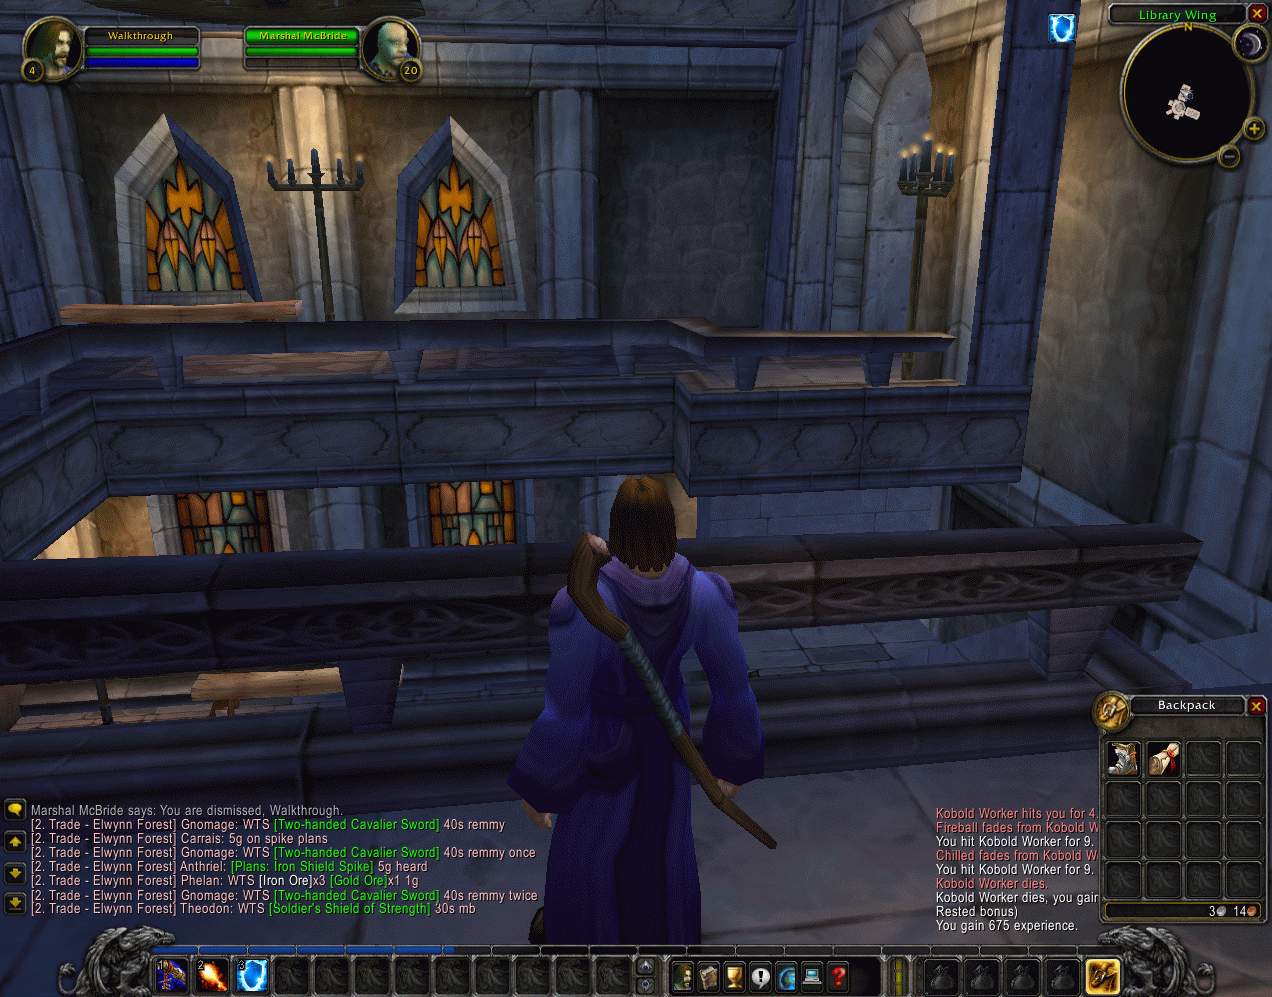 Walkthrough
4
Marshal McBride
20
Library Wing
N
Backpack
3 14
Marshal McBride says: You are dismissed, Walkthrough.
[2. Trade - Elwynn Forest] Gnomage: WTS [Two-handed Cavalier Sword] 40s remmy
[2. Trade - Elwynn Forest] Carrais: 5g on spike plans
[2. Trade - Elwynn Forest] Gnomage: WTS [Two-handed Cavalier Sword] 40s remmy once
[2. Trade - Elwynn Forest] Anthriel: [Plans: Iron Shield Spike] 5g heard
[2. Trade - Elwynn Forest] Phelan: WTS [Iron Ore]x3 [Gold Ore]x1 1g
[2. Trade - Elwynn Forest] Gnomage: WTS [Two-handed Cavalier Sword] 40s remmy twice
[2. Trade - Elwynn Forest] Theodon: WTS [Soldier's Shield of Strength] 30s mb
Kobold Worker hits you for 4.
Fireball fades from Kobold W
You hit Kobold Worker for 9.
Chilled fades from Kobold W
You hit Kobold Worker for 9.
Kobold Worker dies.
Kobold Worker dies, you gain
Rested bonus)
You gain 675 experience.
1 2 3